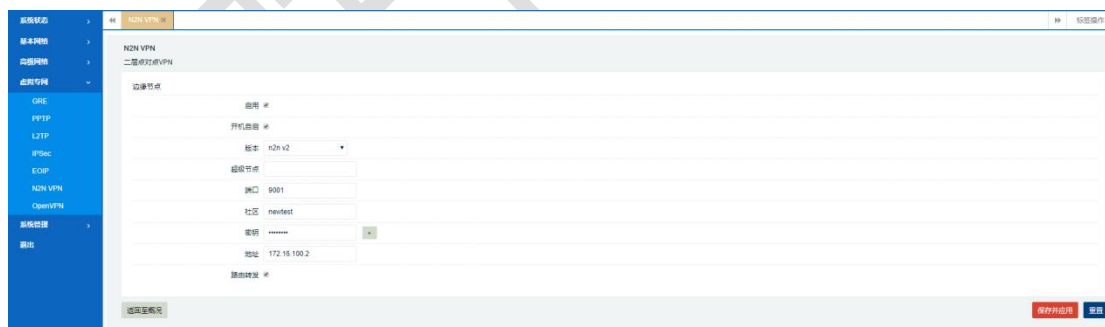 系统状态
基本网络
高级网络
虚拟专网
GRE
PPTP
L2TP
IPSec
EOIP
N2N VPN
OpenVPN
系统管理
退出
N2N VPN
标签操作
N2N VPN
二层点对点VPN
边缘节点
启用
开机自启
版本 n2n v2
超级节点
端口 9001
社区 newtest
密钥 ••••••••
地址 172.16.100.2
路由转发
返回至概况
保存并应用 重置